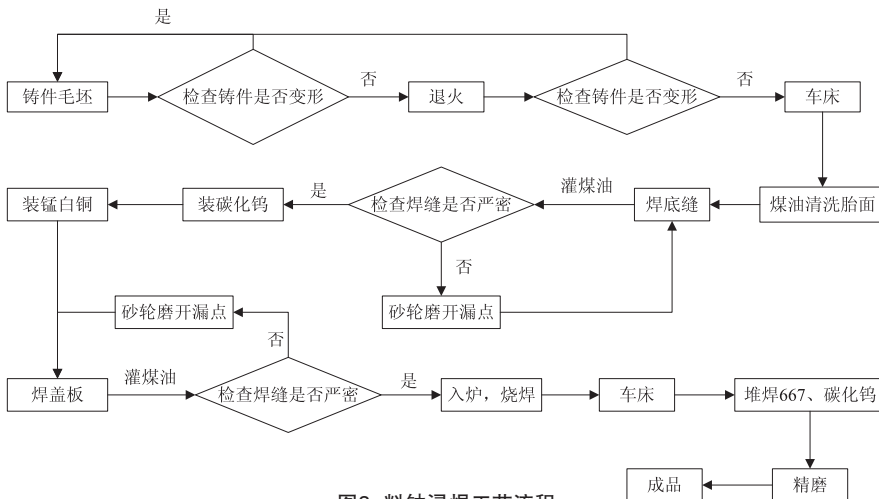 是
铸件毛坯
检查铸件是否变形
否
退火
检查铸件是否变形
否
车床
装锰白铜
装碳化钨
是
检查焊缝是否严密
灌煤油
焊底缝
煤油清洗胎面
否
砂轮磨开漏点
砂轮磨开漏点
否
焊盖板
灌煤油
检查焊缝是否严密
是
入炉，烧焊
车床
堆焊667、碳化钨
成品
精磨